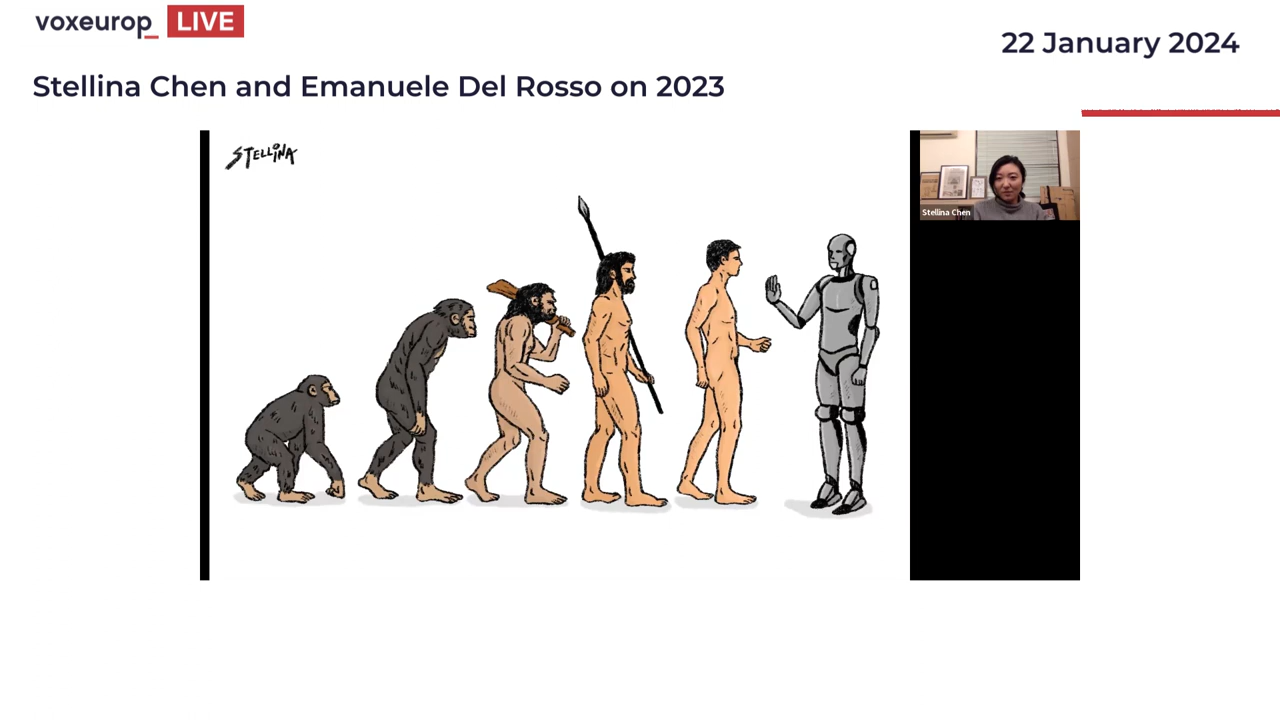 voxeurop_ LIVE
22 January 2024
Stellina Chen and Emanuele Del Rosso on 2023
STELLINA
Stellina Chen